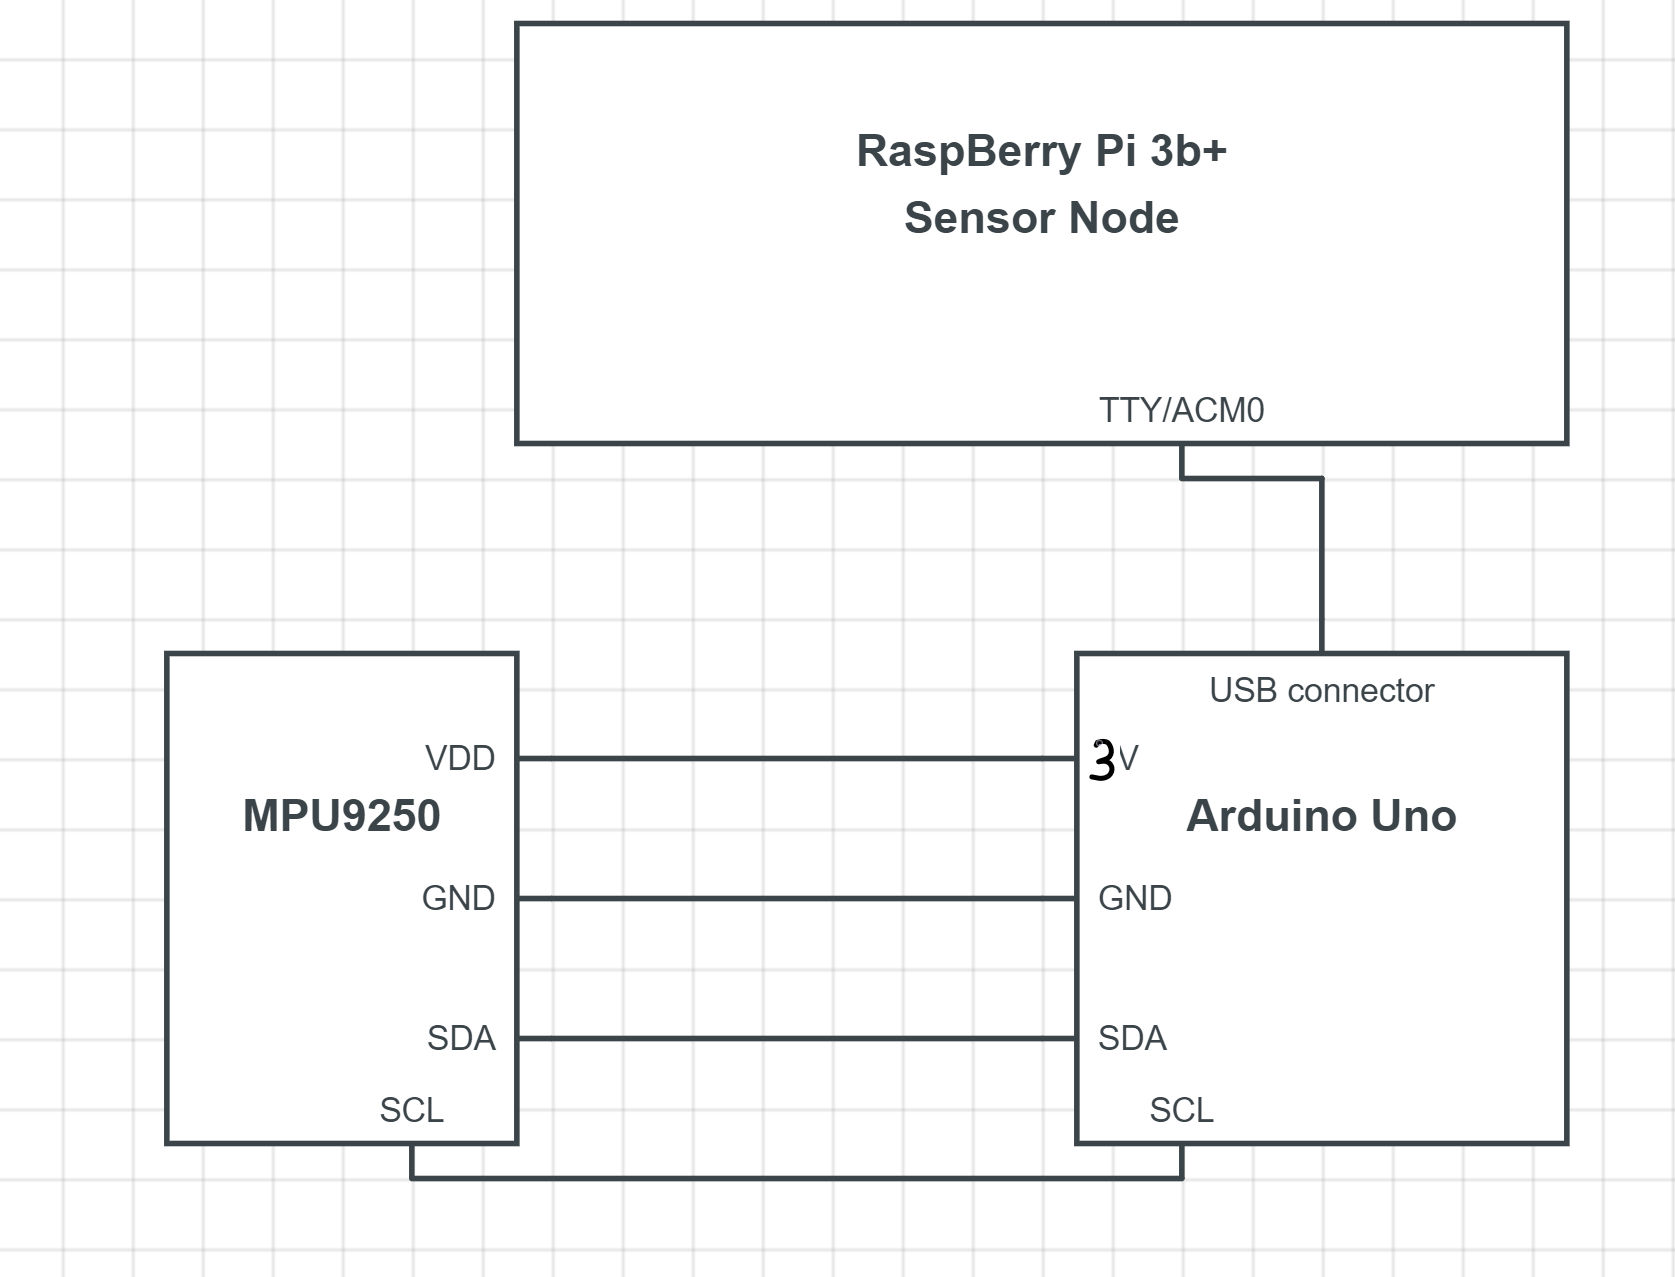 RaspBerry Pi 3b+
Sensor Node
TTY/ACM0
USB connector
VDD
3V
MPU9250
Arduino Uno
GND
GND
SDA
SDA
SCL
SCL